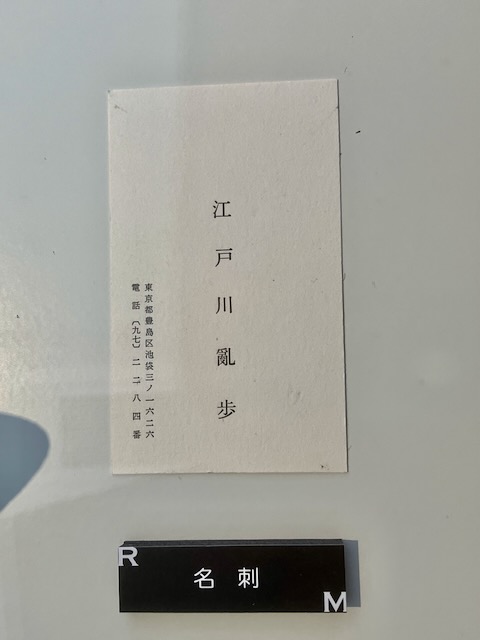 江戸川亂歩
東京都豊島区池袋三ノ一六二六
電話〔九七〕二二八四番
R
名刺
M